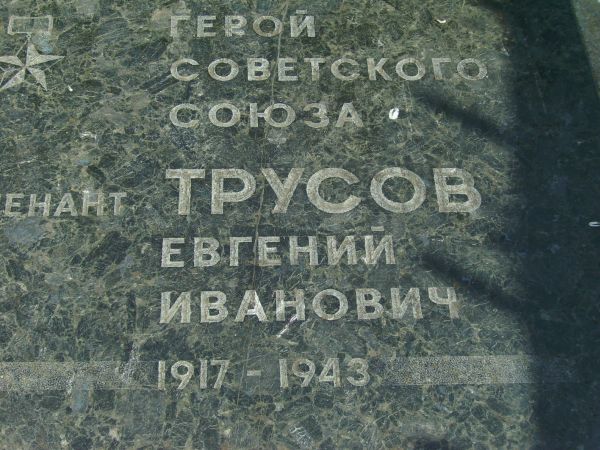 ГЕРОЙ
СОВЕТСКОГО
СОЮЗА
ЕНАНТ ТРУСОВ
ЕВГЕНИЙ
ИВАНОВИЧ
1917 - 1943